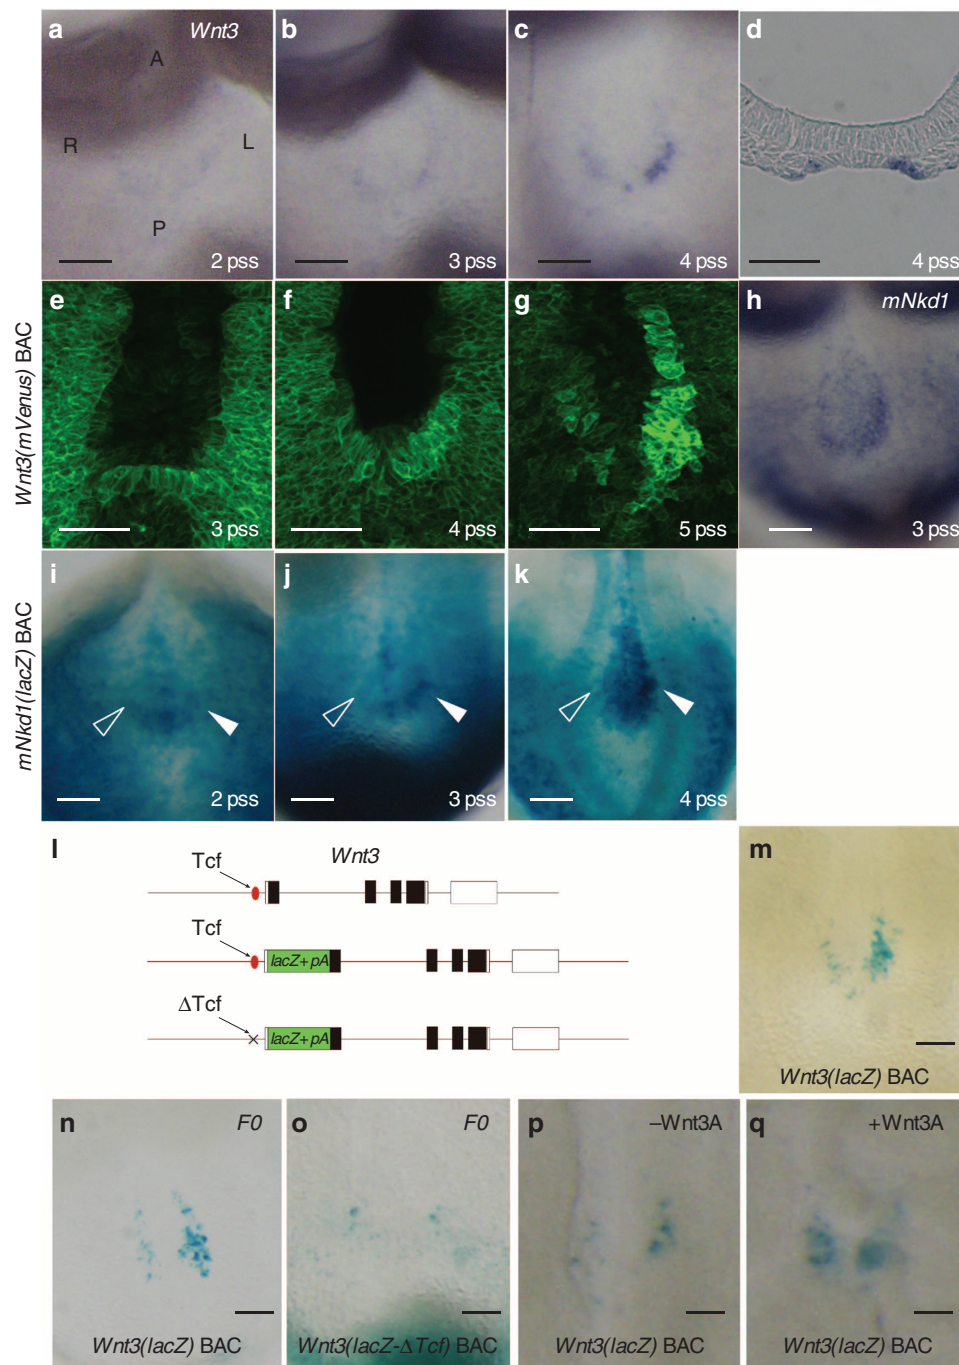 a
Wnt3
A
R
L
P
2 pss
b
3 pss
c
4 pss
d
4 pss
Wnt3(mVenus) BAC
e
3 pss
f
4 pss
g
5 pss
h
mNkd1
3 pss
mNkd1(lacZ) BAC
i
2 pss
j
3 pss
k
4 pss
l
Wnt3
Tcf
Tcf
lacZ+pA
ΔTcf
lacZ+pA
m
Wnt3(lacZ) BAC
n
F0
Wnt3(lacZ) BAC
o
F0
Wnt3(lacZ-ΔTcf) BAC
p
–Wnt3A
Wnt3(lacZ) BAC
q
+Wnt3A
Wnt3(lacZ) BAC